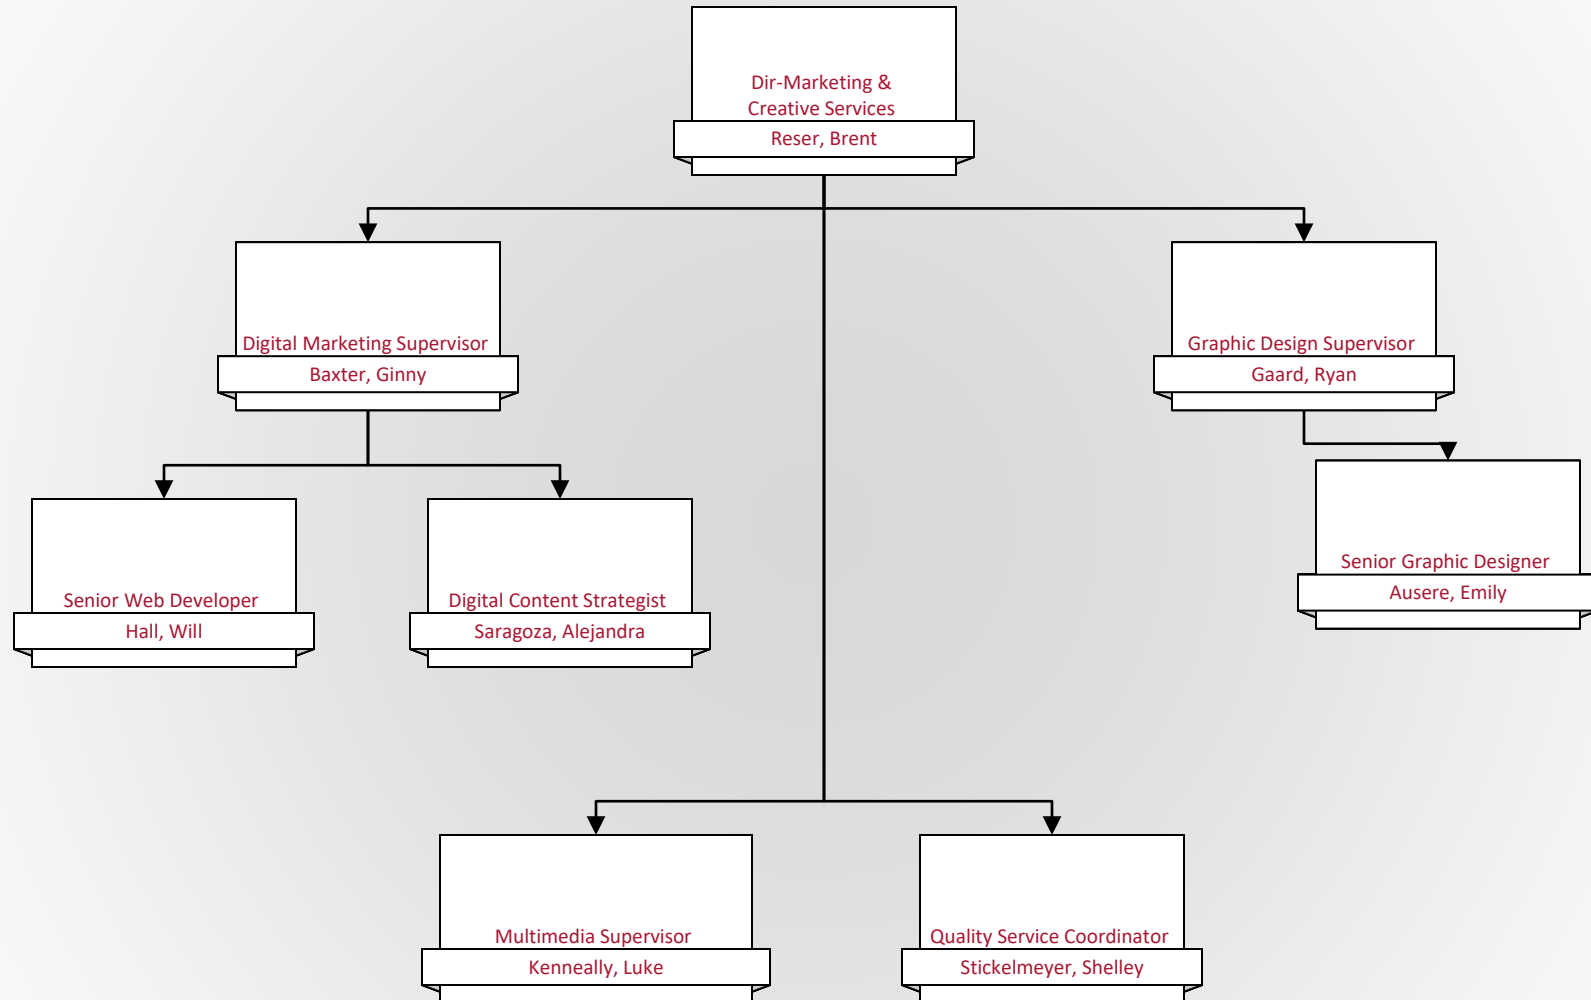 Dir-Marketing &
Creative Services
Reser, Brent
Digital Marketing Supervisor
Baxter, Ginny
Graphic Design Supervisor
Gaard, Ryan
Senior Web Developer
Hall, Will
Digital Content Strategist
Saragoza, Alejandra
Senior Graphic Designer
Ausere, Emily
Multimedia Supervisor
Kenneally, Luke
Quality Service Coordinator
Stickelmeyer, Shelley